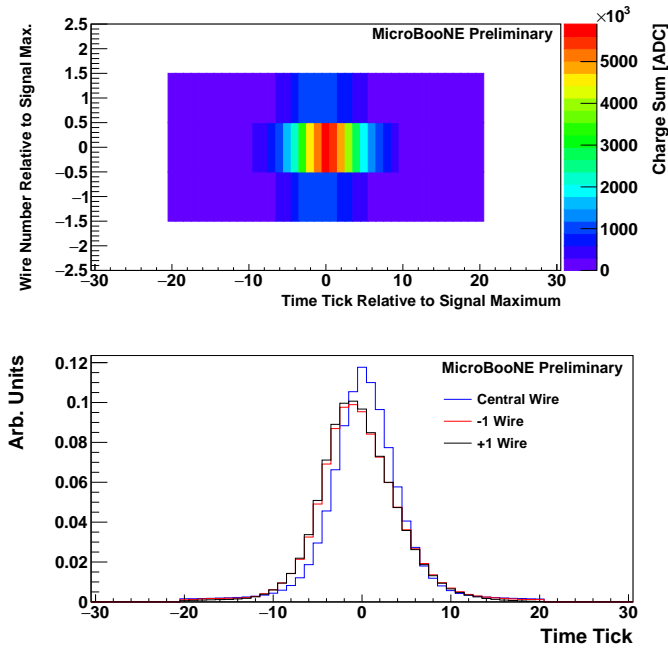 MicroBooNE Preliminary
×10³
Wire Number Relative to Signal Max.
2.5
2
1.5
1
0.5
0
−0.5
−1
−1.5
−2
−2.5
−30 −20 −10 0 10 20 30
Time Tick Relative to Signal Maximum
Charge Sum [ADC]
5000
4000
3000
2000
1000
0
MicroBooNE Preliminary
Central Wire
-1 Wire
+1 Wire
Arb. Units
0.12
0.1
0.08
0.06
0.04
0.02
0
−30 −20 −10 0 10 20 30
Time Tick